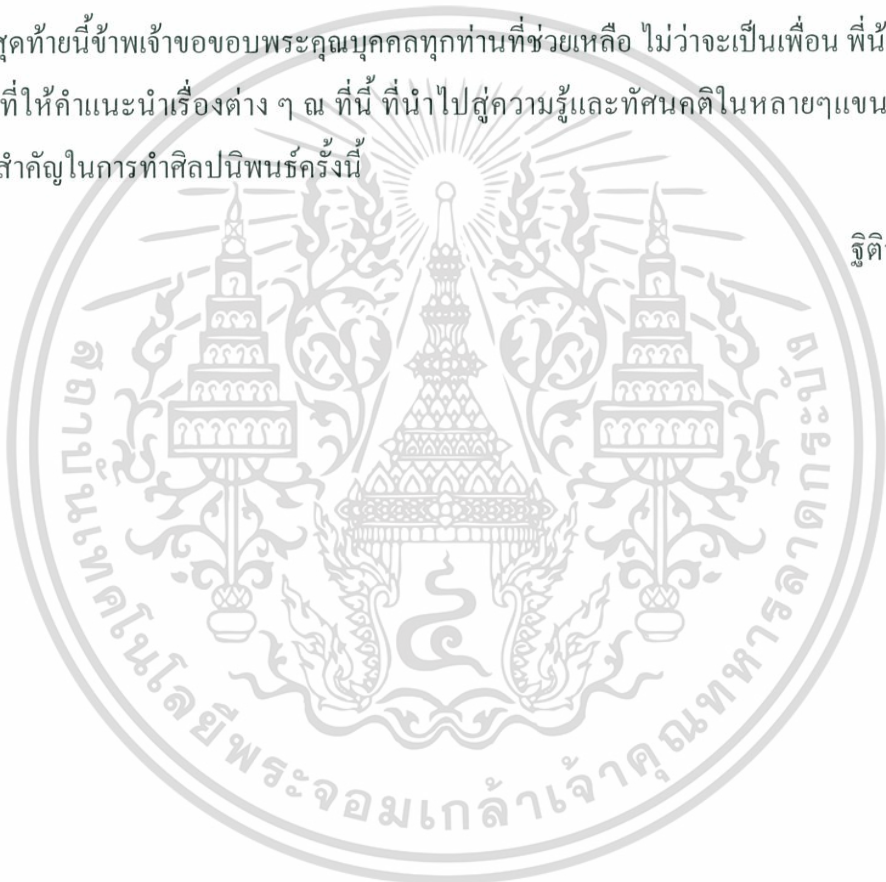 สุดท้ายนี้ข้าพเจ้าขอขอบพระคุณบุคคลทุกท่านที่ช่วยเหลือ ไม่ว่าจะเป็นเพื่อน พี่น้
ที่ให้คำแนะนำเรื่องต่าง ๆ ณ ที่นี้ ที่นำไปสู่ความรู้และทัศนคติในหลายๆแขน
สำคัญในการทำศิลปนิพนธ์ครั้งนี้
ฐิติ
สถาบันเทคโนโลยีพระจอมเกล้าเจ้าคุณทหารลาดกระบัง
๔